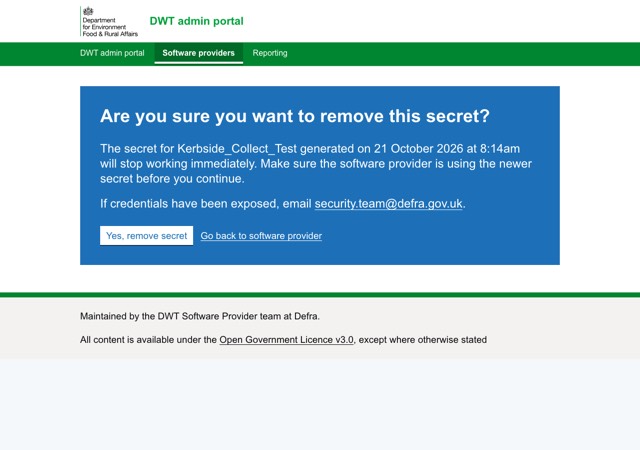 Department
for Environment
Food & Rural Affairs
DWT admin portal
DWT admin portal
Software providers
Reporting
Are you sure you want to remove this secret?
The secret for Kerbside_Collect_Test generated on 21 October 2026 at 8:14am
will stop working immediately. Make sure the software provider is using the newer
secret before you continue.
If credentials have been exposed, email security.team@defra.gov.uk.
Yes, remove secret
Go back to software provider
Maintained by the DWT Software Provider team at Defra.
All content is available under the Open Government Licence v3.0, except where otherwise stated